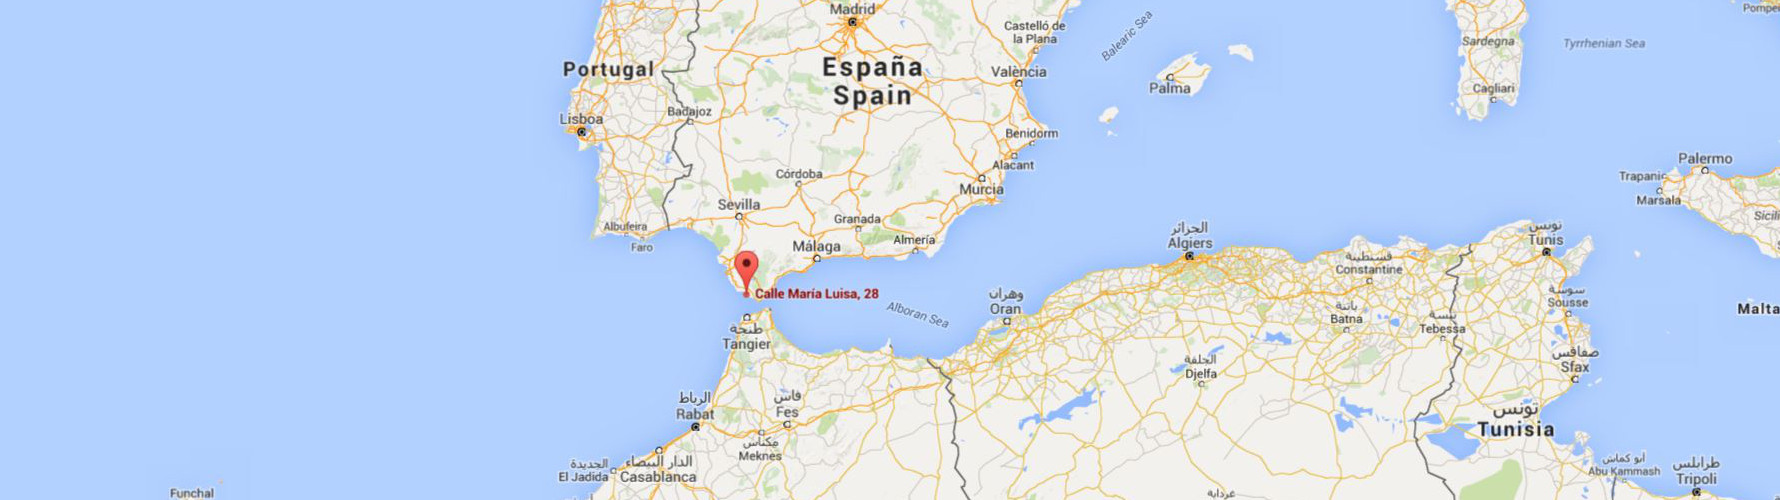 Madrid
Castelló de
la Plana
Balearic Sea
Pompei
Sardegna
Tyrrhenian Sea
Portugal
España
Spain
València
Palma
Cagliari
Badajoz
Lisboa
Benidorm
Alacant
Palermo
Trapani
Marsala
Sicili
Córdoba
Murcia
Sevilla
Granada
Albufeira
Faro
Málaga
Almería
الجزائر
Algiers
تونس
Tunis
قسنطينة
Constantine
Calle María Luisa, 28
وهران
Oran
Alboran Sea
باتنة
Batna
تبسة
Tebessa
سوسة
Sousse
Malta
طنجة
Tangier
الجلفة
Djelfa
صفاقس
Sfax
الرباط
Rabat
فاس
Fes
تونس
Tunisia
مكناس
Meknes
الجديدة
El Jadida
الدار البيضاء
Casablanca
أبو كماش
Abu Kammash
طرابلس
Tripoli
Funchal
غرداية